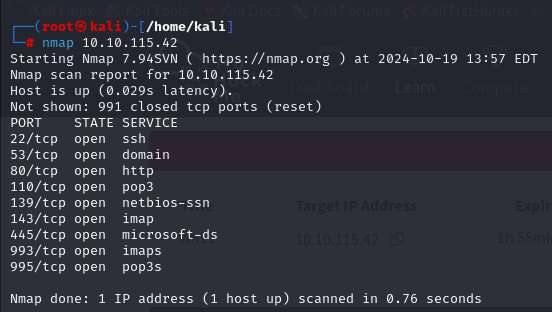 Kali Linux Kali Tools Kali Docs Kali Forums Kali NetHunter
┌──(root㉿kali)-[/home/kali]
└─# nmap 10.10.115.42
Starting Nmap 7.94SVN ( https://nmap.org ) at 2024-10-19 13:57 EDT
Nmap scan report for 10.10.115.42
Host is up (0.029s latency).
Dashboard Learn Compete
Not shown: 991 closed tcp ports (reset)
PORT STATE SERVICE
22/tcp open ssh
53/tcp open domain
80/tcp open http
110/tcp open pop3
139/tcp open netbios-ssn
Target IP Address
143/tcp open imap
445/tcp open microsoft-ds
10.10.115.42
993/tcp open imaps
995/tcp open pop3s
Nmap done: 1 IP address (1 host up) scanned in 0.76 seconds